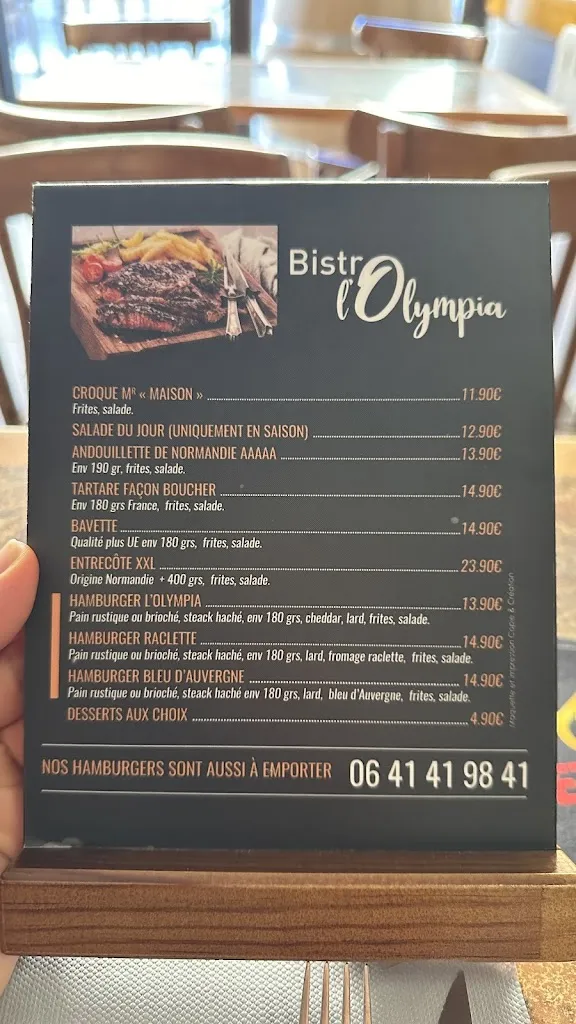 Bistr
l'Olympia
CROQUE Mᴿ « MAISON » 11.90€
Frites, salade.
SALADE DU JOUR (UNIQUEMENT EN SAISON) 12.90€
ANDOUILLETTE DE NORMANDIE AAAAA 13.90€
Env 190 gr, frites, salade.
TARTARE FAÇON BOUCHER 14.90€
Env 180 grs France, frites, salade.
BAVETTE 14.90€
Qualité plus UE env 180 grs, frites, salade.
ENTRECÔTE XXL 23.90€
Origine Normandie + 400 grs, frites, salade.
HAMBURGER L'OLYMPIA 13.90€
Pain rustique ou brioché, steack haché, env 180 grs, cheddar, lard, frites, salade.
HAMBURGER RACLETTE 14.90€
Pain rustique ou brioché, steack haché, env 180 grs, lard, fromage raclette, frites, salade.
HAMBURGER BLEU D'AUVERGNE 14.90€
Pain rustique ou brioché, steack haché env 180 grs, lard, bleu d'Auvergne, frites, salade.
DESSERTS AUX CHOIX 4.90€
NOS HAMBURGERS SONT AUSSI À EMPORTER 06 41 41 98 41
Maquette et impression & Création